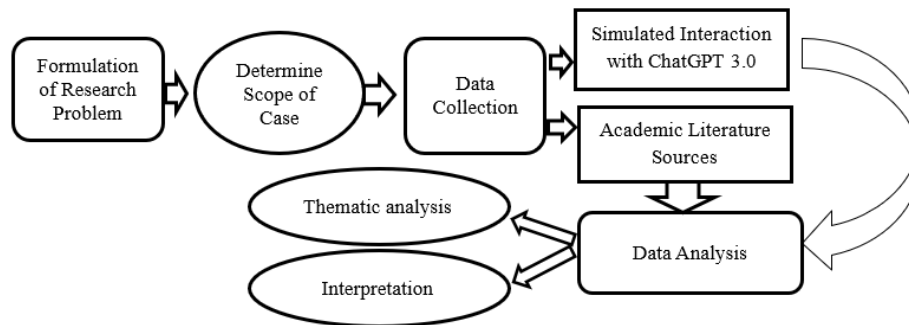 Formulation
of Research
Problem
Determine
Scope of
Case
Data
Collection
Simulated Interaction
with ChatGPT 3.0
Academic Literature
Sources
Data Analysis
Thematic analysis
Interpretation